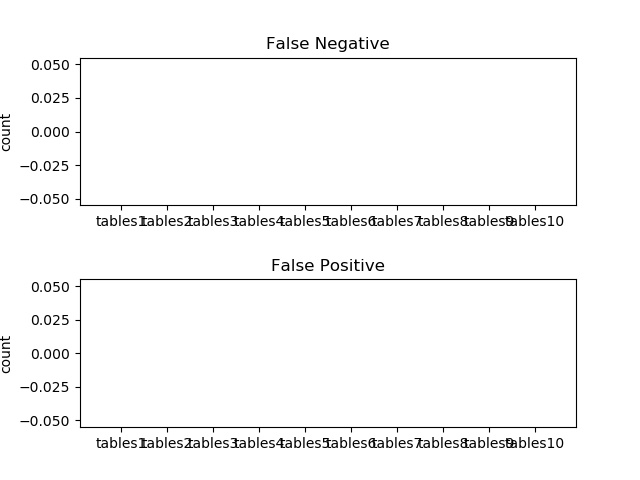 False Negative
0.050
0.025
0.000
−0.025
−0.050
count
tables1 tables2 tables3 tables4 tables5 tables6 tables7 tables8 tables9 tables10
False Positive
0.050
0.025
0.000
−0.025
−0.050
count
tables1 tables2 tables3 tables4 tables5 tables6 tables7 tables8 tables9 tables10